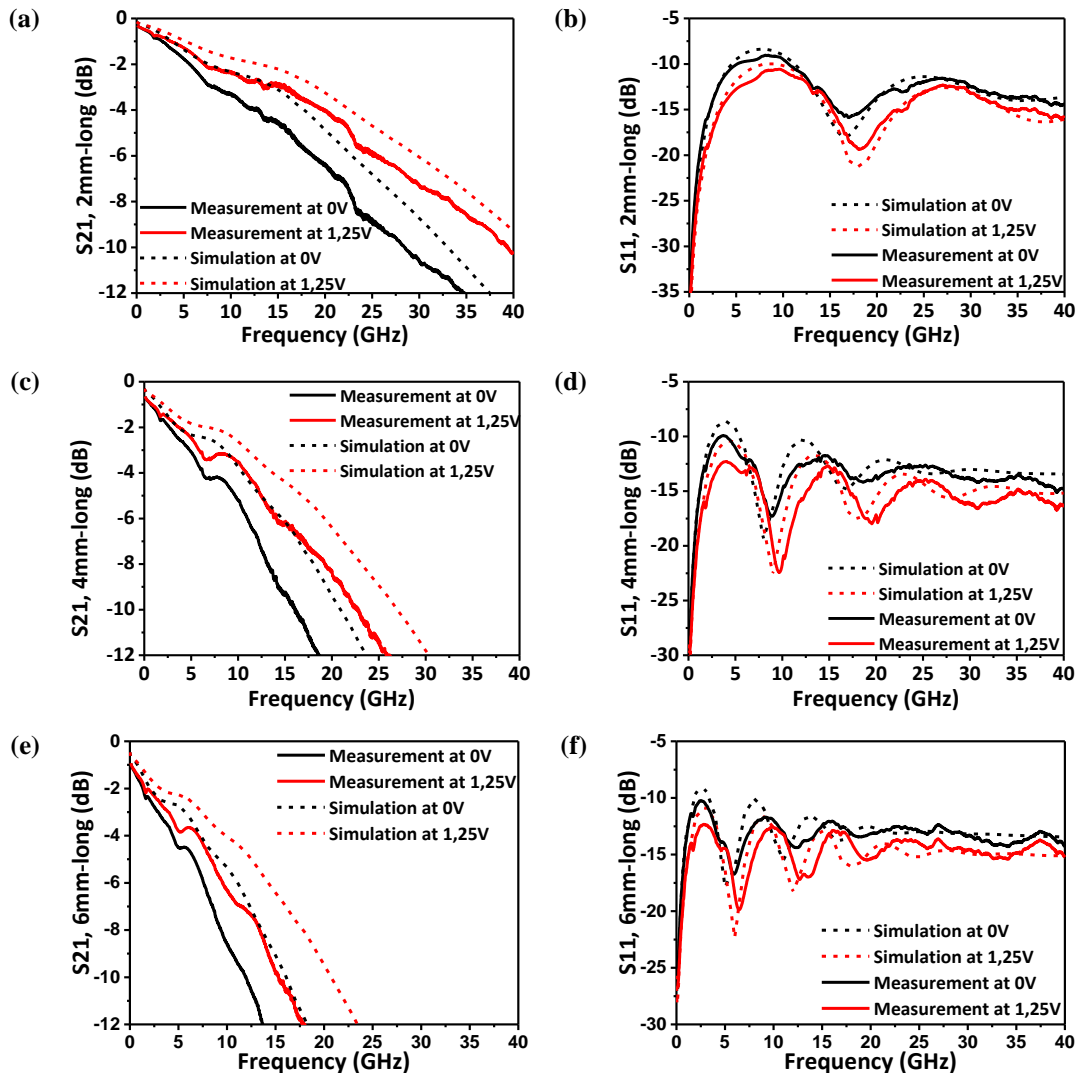 (a)
S21, 2mm-long (dB)
0
-2
-4
-6
-8
-10
-12
Measurement at 0V
Measurement at 1,25V
Simulation at 0V
Simulation at 1,25V
0 5 10 15 20 25 30 35 40
Frequency (GHz)
(b)
S11, 2mm-long (dB)
-5
-10
-15
-20
-25
-30
-35
Simulation at 0V
Simulation at 1,25V
Measurement at 0V
Measurement at 1,25V
0 5 10 15 20 25 30 35 40
Frequency (GHz)
(c)
S21, 4mm-long (dB)
0
-2
-4
-6
-8
-10
-12
Measurement at 0V
Measurement at 1,25V
Simulation at 0V
Simulation at 1,25V
0 5 10 15 20 25 30 35 40
Frequency (GHz)
(d)
S11, 4mm-long (dB)
-5
-10
-15
-20
-25
-30
Simulation at 0V
Simulation at 1,25V
Measurement at 0V
Measurement at 1,25V
0 5 10 15 20 25 30 35 40
Frequency (GHz)
(e)
S21, 6mm-long (dB)
0
-2
-4
-6
-8
-10
-12
Measurement at 0V
Measurement at 1,25V
Simulation at 0V
Simulation at 1,25V
0 5 10 15 20 25 30 35 40
Frequency (GHz)
(f)
S11, 6mm-long (dB)
-5
-10
-15
-20
-25
-30
Simulation at 0V
Simulation at 1,25V
Measurement at 0V
Measurement at 1,25V
0 5 10 15 20 25 30 35 40
Frequency (GHz)